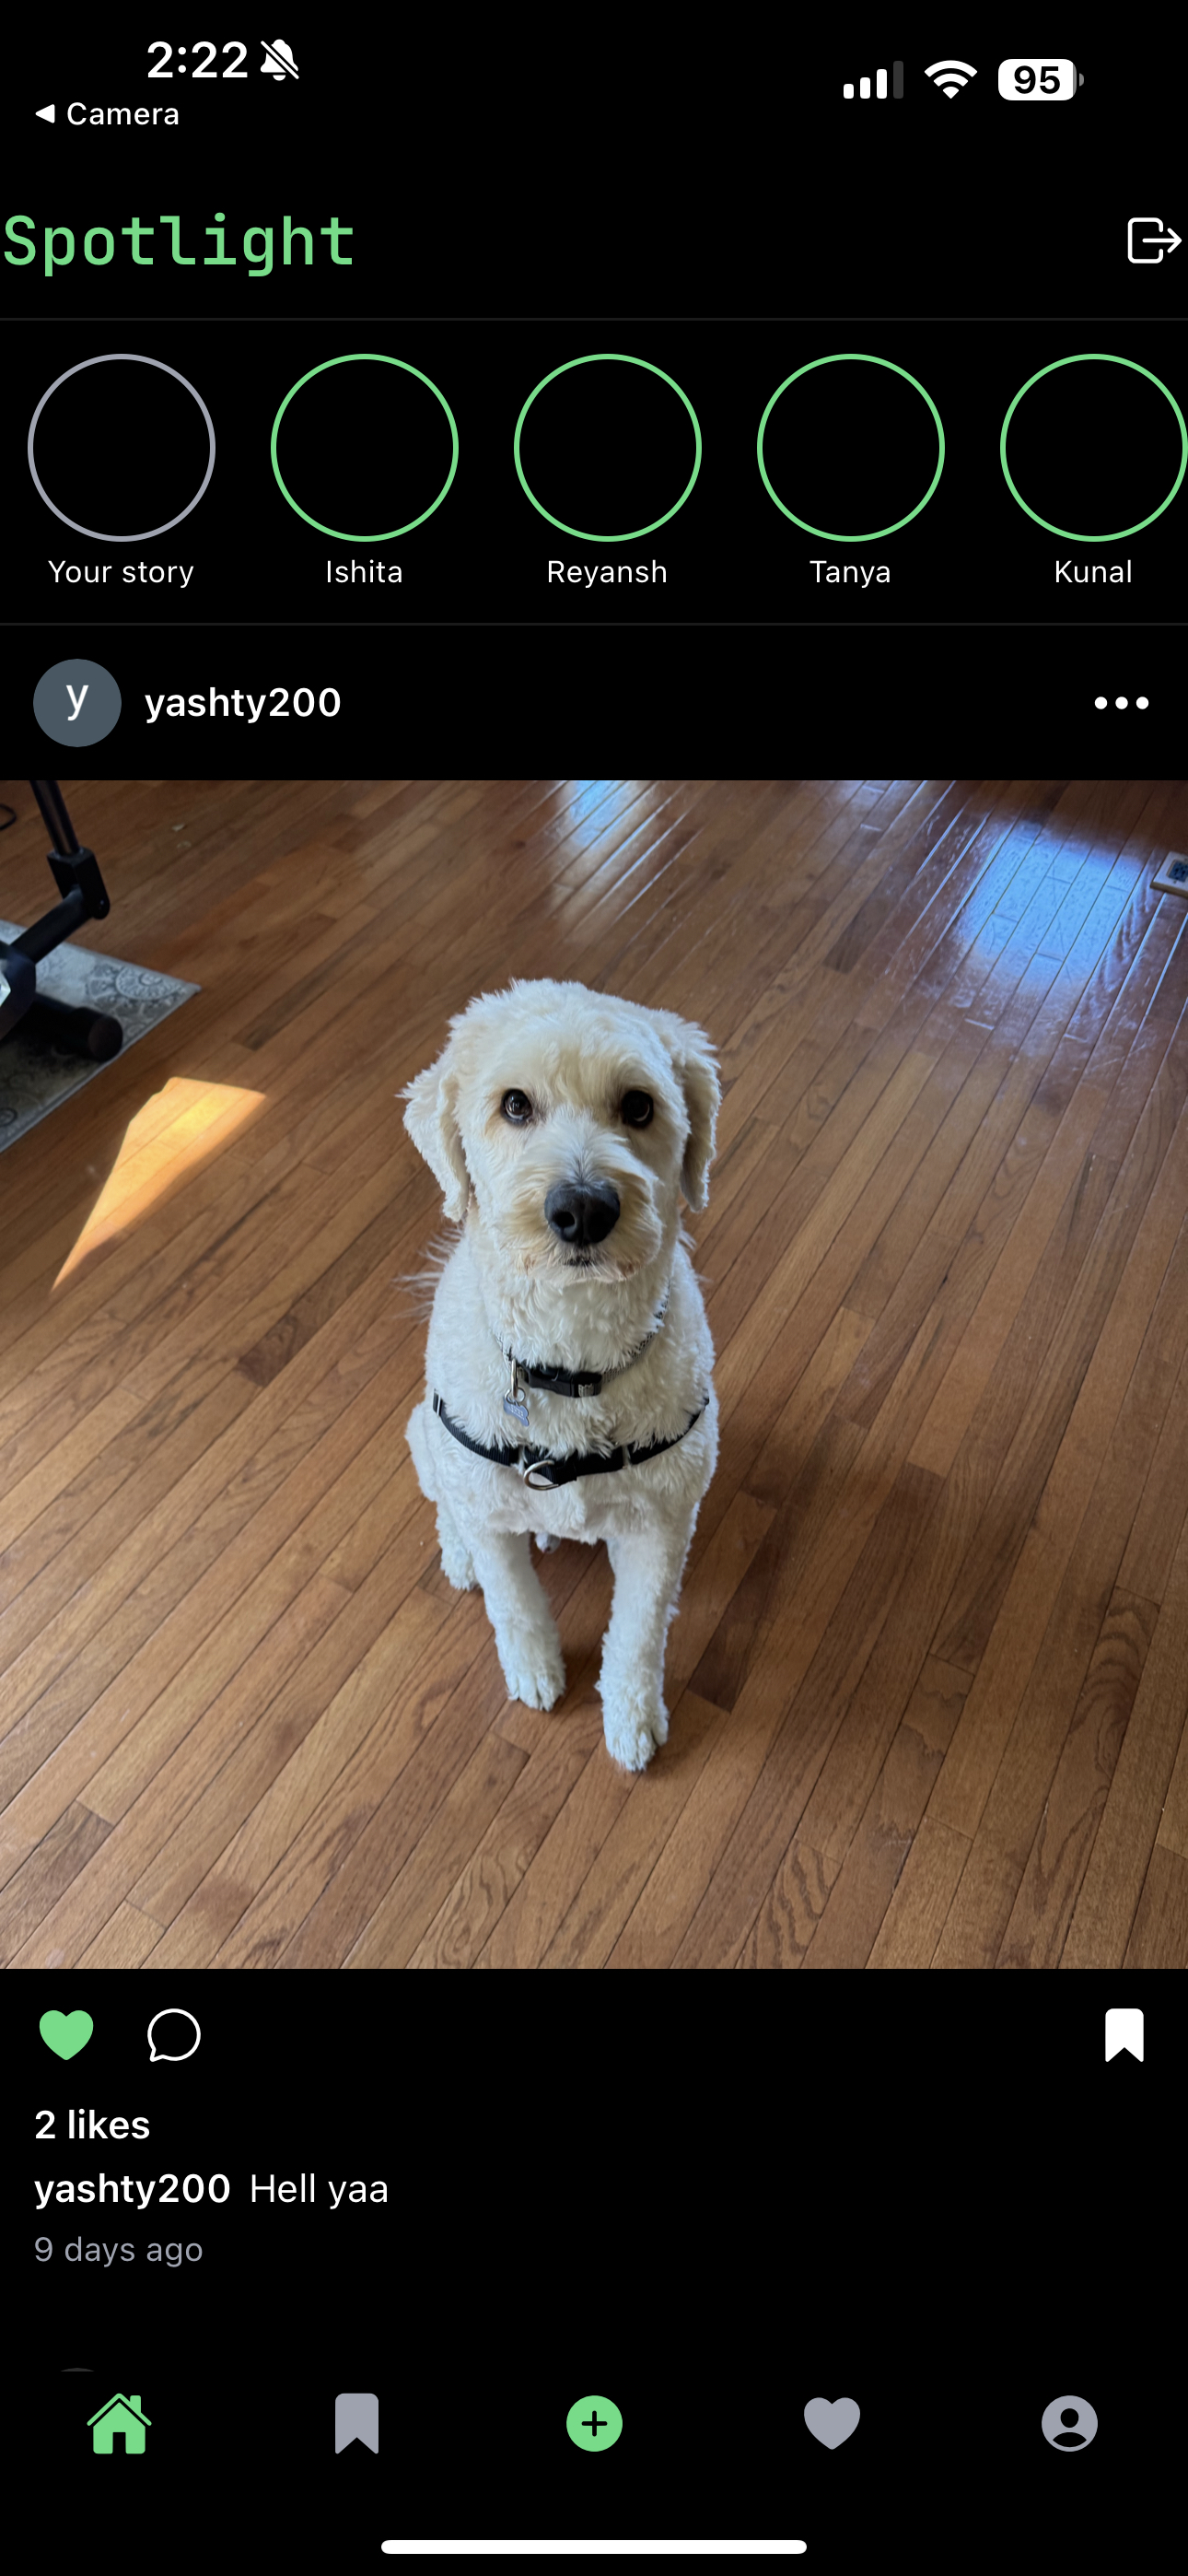 2:22
95
Camera
Spotlight
Your story
Ishita
Reyansh
Tanya
Kunal
y
yashty200
2 likes
yashty200 Hell yaa
9 days ago